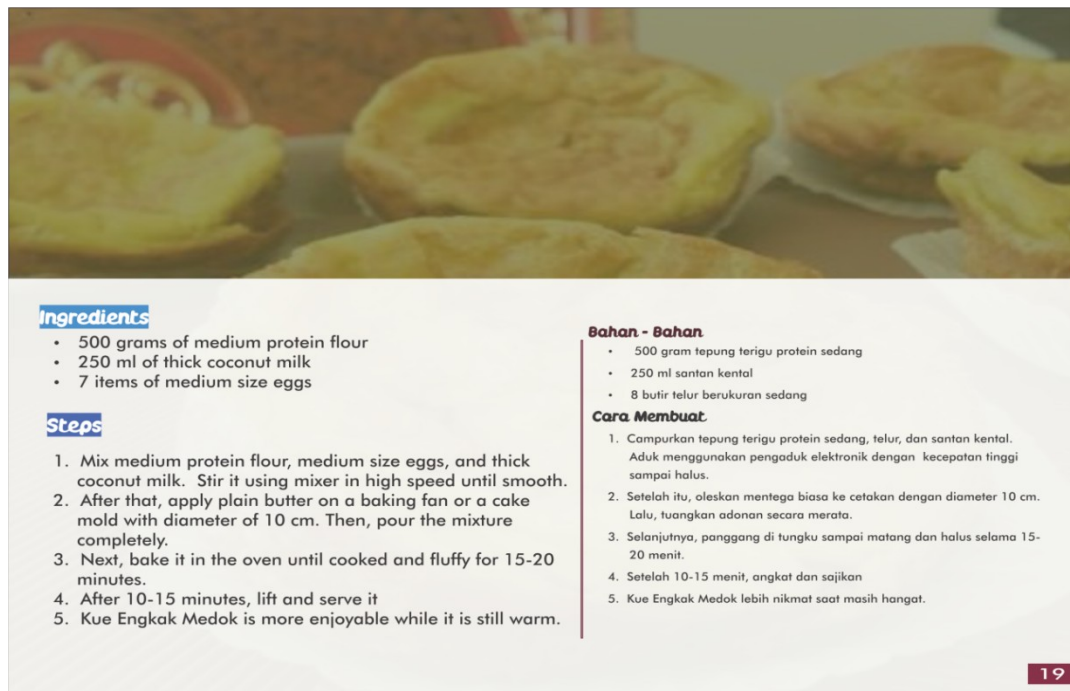 Ingredients
• 500 grams of medium protein flour
• 250 ml of thick coconut milk
• 7 items of medium size eggs
Steps
1. Mix medium protein flour, medium size eggs, and thick
coconut milk. Stir it using mixer in high speed until smooth.
2. After that, apply plain butter on a baking fan or a cake
mold with diameter of 10 cm. Then, pour the mixture
completely.
3. Next, bake it in the oven until cooked and fluffy for 15-20
minutes.
4. After 10-15 minutes, lift and serve it
5. Kue Engkak Medok is more enjoyable while it is still warm.
Bahan - Bahan
• 500 gram tepung terigu protein sedang
• 250 ml santan kental
• 8 butir telur berukuran sedang
Cara Membuat
1. Campurkan tepung terigu protein sedang, telur, dan santan kental.
Aduk menggunakan pengaduk elektronik dengan kecepatan tinggi
sampai halus.
2. Setelah itu, oleskan mentega biasa ke cetakan dengan diameter 10 cm.
Lalu, tuangkan adonan secara merata.
3. Selanjutnya, panggang di tungku sampai matang dan halus selama 15-
20 menit.
4. Setelah 10-15 menit, angkat dan sajikan
5. Kue Engkak Medok lebih nikmat saat masih hangat.
19